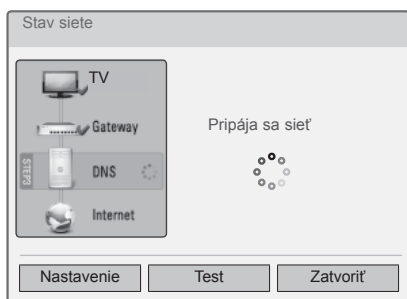 Stav siete
TV
Gateway
STEP3
DNS
Internet
Pripája sa sieť
Nastavenie
Test
Zatvoriť